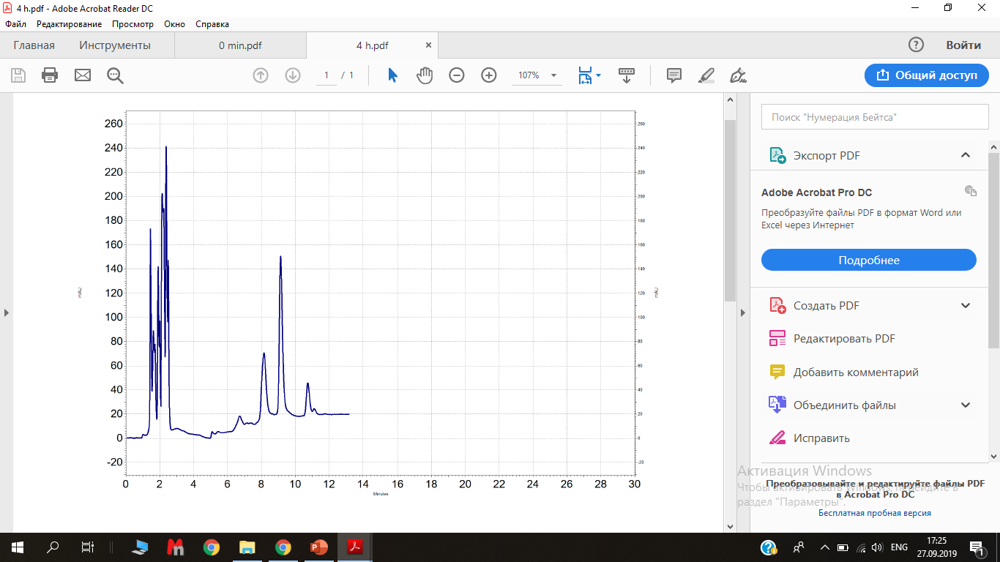 4 h.pdf - Adobe Acrobat Reader DC
Файл Редактирование Просмотр Окно Справка
Главная Инструменты 0 min.pdf 4 h.pdf Войти
1 / 1 107% Общий доступ
260
240
220
200
180
160
140
120
100
80
60
40
20
0
-20
mAU
0 2 4 6 8 10 12 14 16 18 20 22 24 26 28 30
Minutes
260
240
220
200
180
160
140
120
100
80
60
40
20
0
-20
mAU
Поиск "Нумерация Бейтса"
Экспорт PDF
Adobe Acrobat Pro DC
Преобразуйте файлы PDF в формат Word или
Excel через Интернет
Подробнее
Создать PDF
Редактировать PDF
Добавить комментарий
Объединить файлы
Исправить
Активация Windows
Чтобы активировать Windows, перейдите в
раздел "Параметры".
Преобразовывайте и редактируйте файлы PDF
в Acrobat Pro DC
Бесплатная пробная версия
ENG
17:25
27.09.2019
1